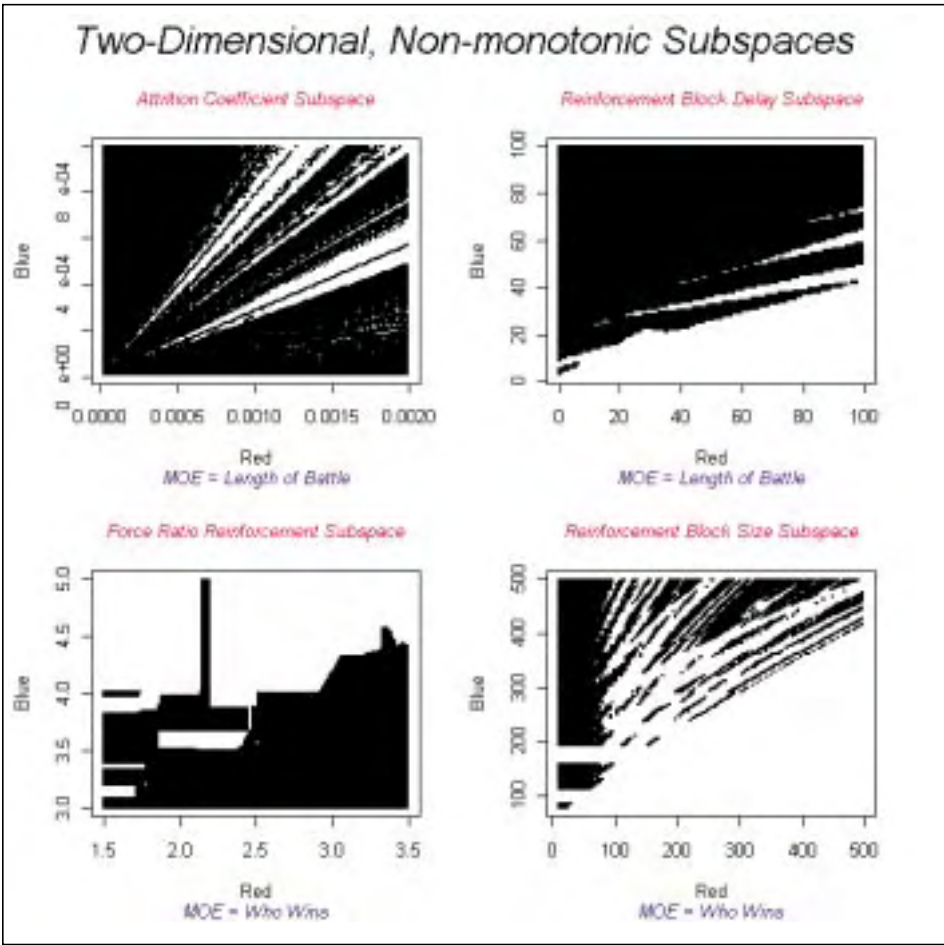 Two-Dimensional, Non-monotonic Subspaces
Attrition Coefficient Subspace
Blue
0 e+00 4 e-04 8 e-04
0.0000 0.0005 0.0010 0.0015 0.0020
Red
MOE = Length of Battle
Reinforcement Block Delay Subspace
Blue
0 20 40 60 80 100
0 20 40 60 80 100
Red
MOE = Length of Battle
Force Ratio Reinforcement Subspace
Blue
3.0 3.5 4.0 4.5 5.0
1.5 2.0 2.5 3.0 3.5
Red
MOE = Who Wins
Reinforcement Block Size Subspace
Blue
100 200 300 400 500
0 100 200 300 400 500
Red
MOE = Who Wins